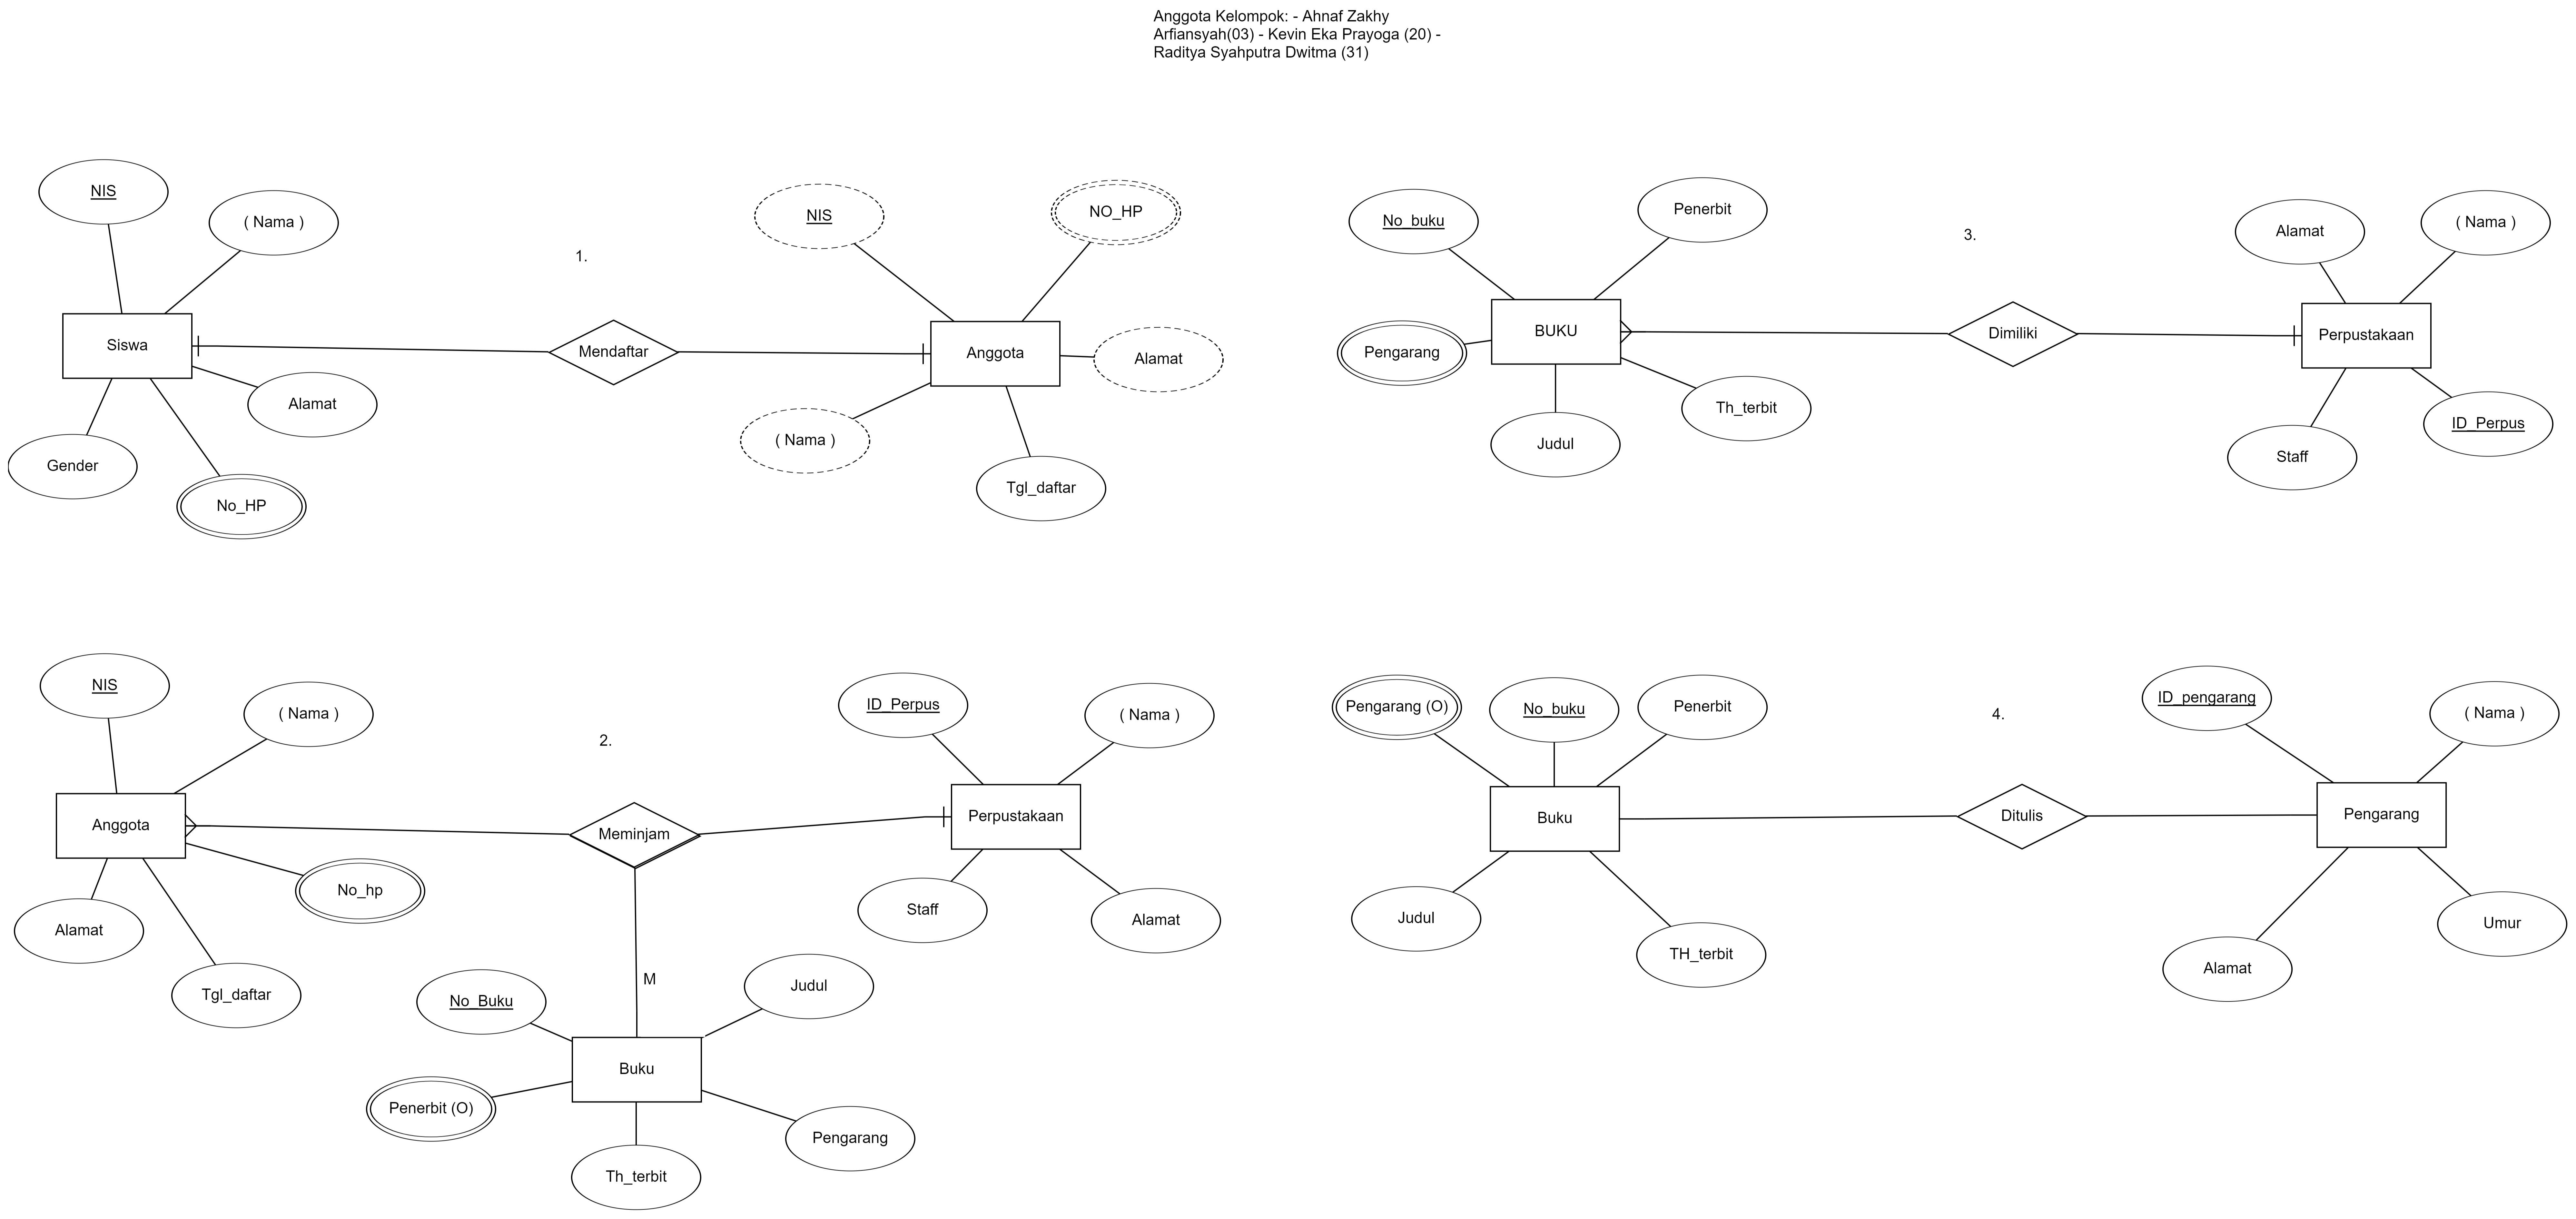 Anggota Kelompok: - Ahnaf Zakhy
Arfiansyah(03) - Kevin Eka Prayoga (20) -
Raditya Syahputra Dwitma (31)
1.
NIS
( Nama )
Siswa
Alamat
Gender
No_HP
Mendaftar
NIS
NO_HP
Anggota
Alamat
( Nama )
Tgl_daftar
3.
No_buku
Penerbit
BUKU
Pengarang
Judul
Th_terbit
Dimiliki
Alamat
( Nama )
Perpustakaan
ID_Perpus
Staff
2.
NIS
( Nama )
Anggota
No_hp
Alamat
Tgl_daftar
Meminjam
ID_Perpus
( Nama )
Perpustakaan
Staff
Alamat
M
No_Buku
Judul
Buku
Penerbit (O)
Pengarang
Th_terbit
4.
Pengarang (O)
No_buku
Penerbit
Buku
Judul
TH_terbit
Ditulis
ID_pengarang
( Nama )
Pengarang
Umur
Alamat